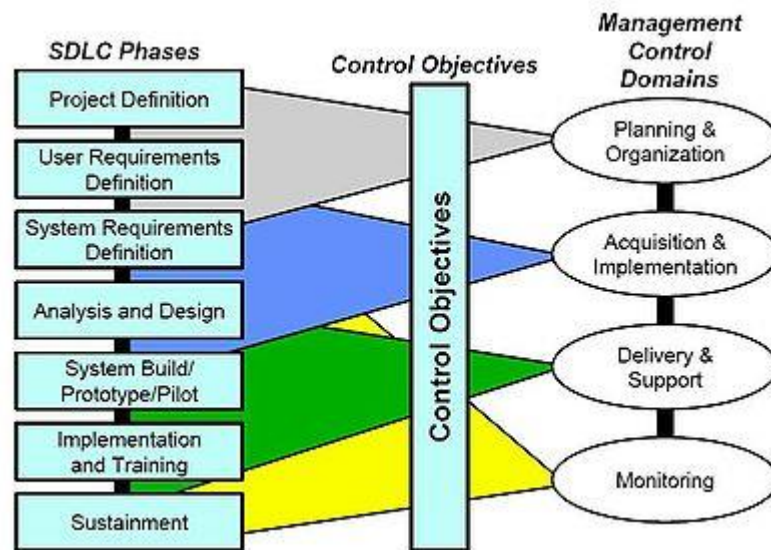 SDLC Phases
Project Definition
User Requirements
Definition
System Requirements
Definition
Analysis and Design
System Build/
Prototype/Pilot
Implementation
and Training
Sustainment
Control Objectives
Control Objectives
Management
Control
Domains
Planning &
Organization
Acquisition &
Implementation
Delivery &
Support
Monitoring